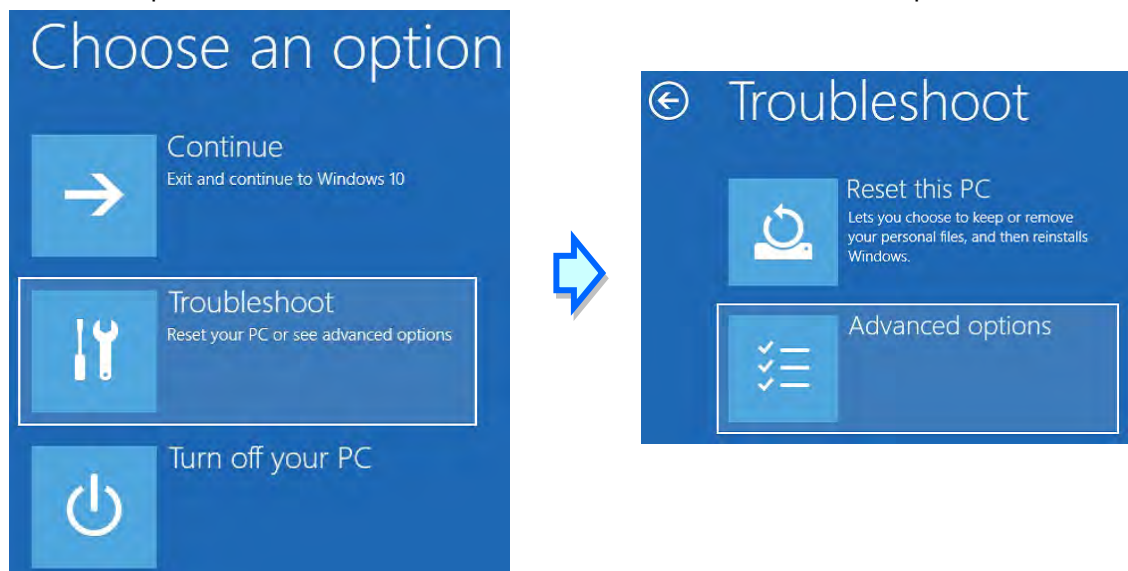 Choose an option
Continue
Exit and continue to Windows 10
Troubleshoot
Reset your PC or see advanced options
Turn off your PC
Troubleshoot
Reset this PC
Lets you choose to keep or remove
your personal files, and then reinstalls
Windows.
Advanced options